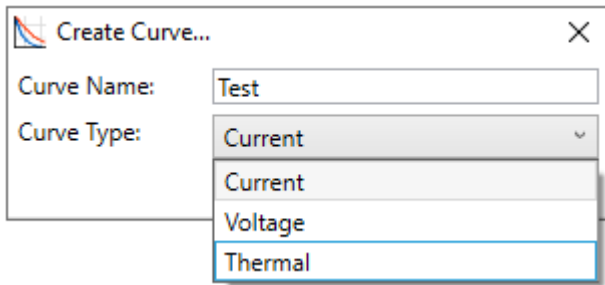 Create Curve...
Curve Name: Test
Curve Type: Current
Current
Voltage
Thermal